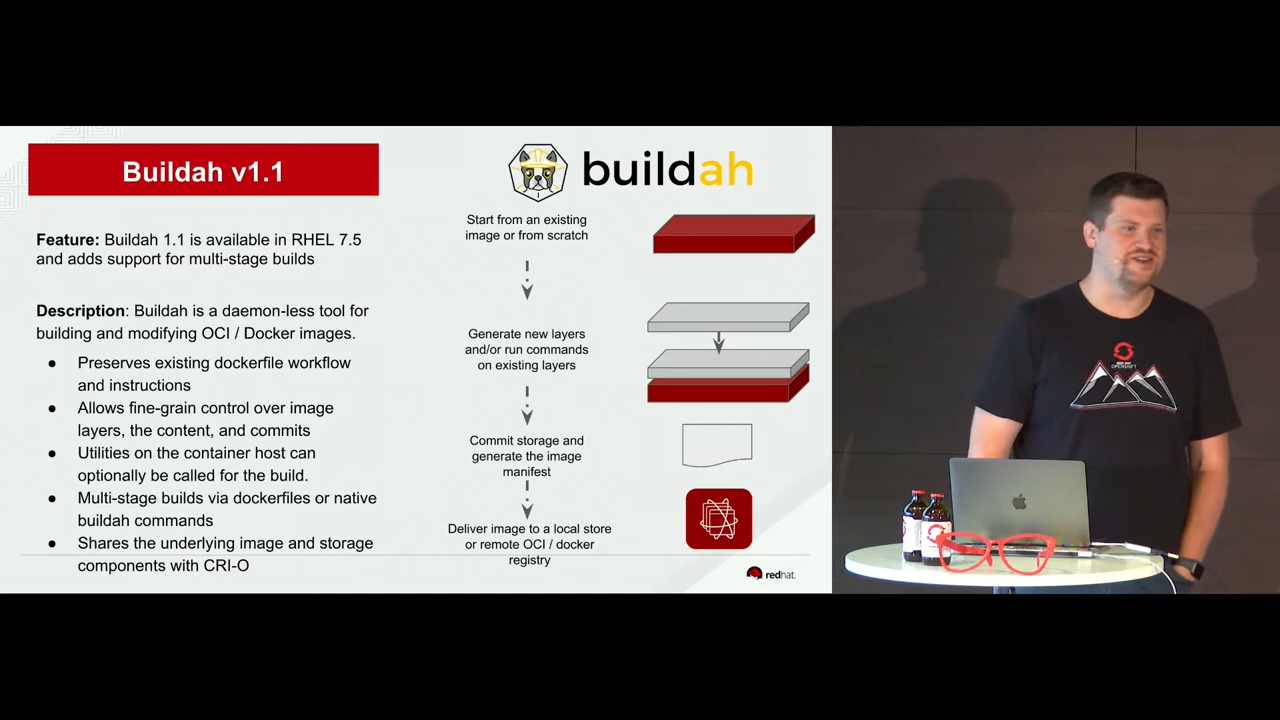 Buildah v1.1
Feature: Buildah 1.1 is available in RHEL 7.5
and adds support for multi-stage builds
Description: Buildah is a daemon-less tool for
building and modifying OCI / Docker images.
● Preserves existing dockerfile workflow
and instructions
● Allows fine-grain control over image
layers, the content, and commits
● Utilities on the container host can
optionally be called for the build.
● Multi-stage builds via dockerfiles or native
buildah commands
● Shares the underlying image and storage
components with CRI-O
buildah
Start from an existing
image or from scratch
Generate new layers
and/or run commands
on existing layers
Commit storage and
generate the image
manifest
Deliver image to a local store
or remote OCI / docker
registry
redhat.
RED HAT
OPENSHIFT